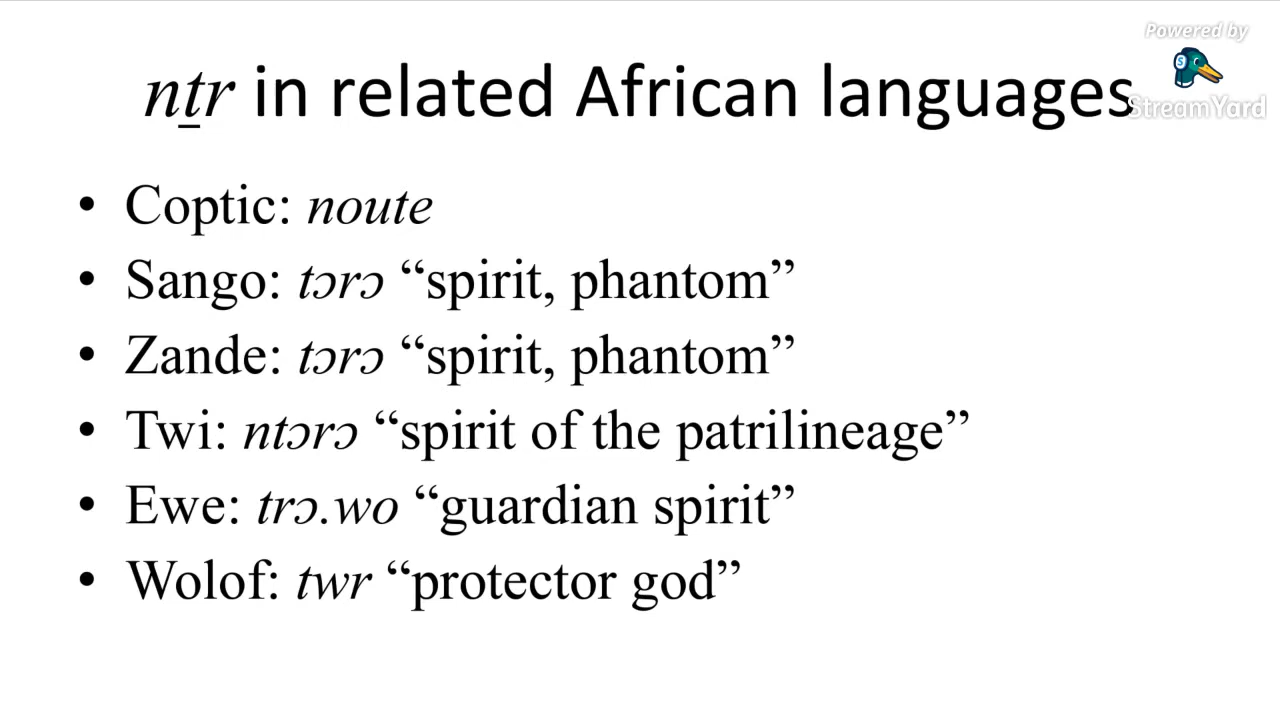 Powered by
StreamYard
nṯr in related African languages
• Coptic: noute
• Sango: tɔrɔ “spirit, phantom”
• Zande: tɔrɔ “spirit, phantom”
• Twi: ntɔrɔ “spirit of the patrilineage”
• Ewe: trɔ.wo “guardian spirit”
• Wolof: twr “protector god”